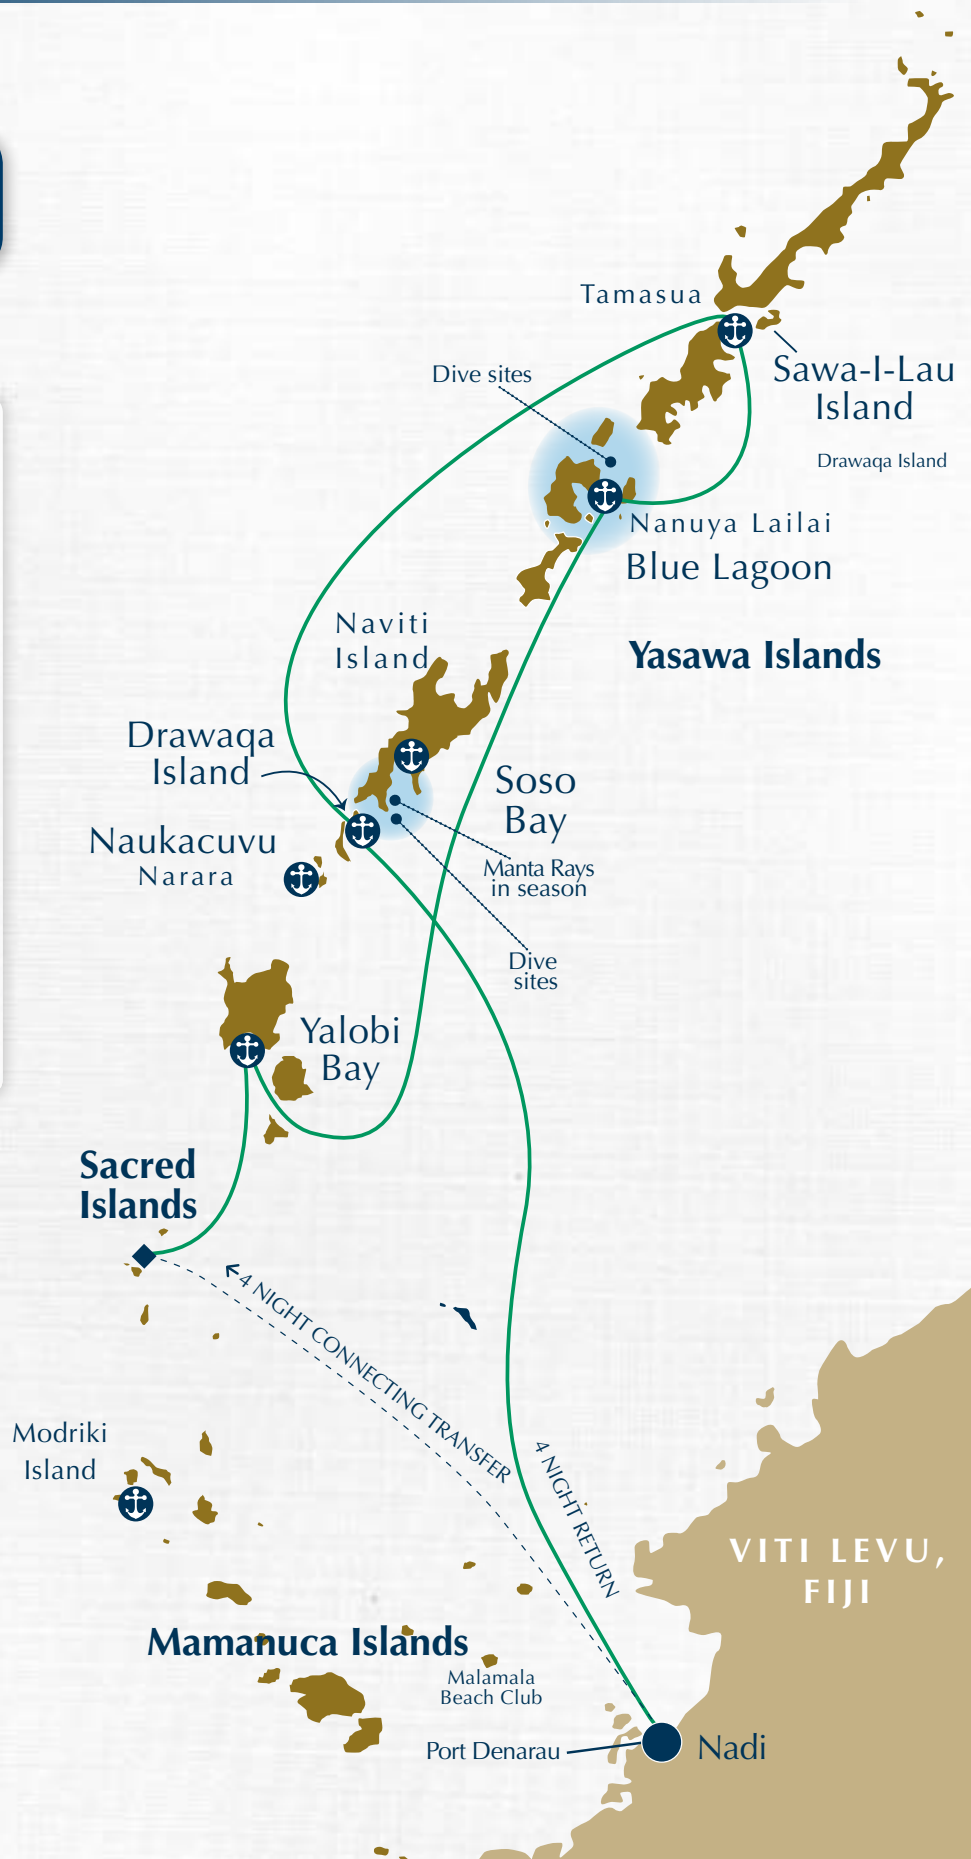 Tamasua
Dive sites
Sawa-I-Lau
Island
Drawaqa Island
Nanuya Lailai
Blue Lagoon
Naviti
Island
Yasawa Islands
Drawaqa
Island
Soso
Bay
Naukacuvu
Narara
Manta Rays
in season
Dive
sites
Yalobi
Bay
Sacred
Islands
4 NIGHT CONNECTING TRANSFER
4 NIGHT RETURN
Modriki
Island
VITI LEVU,
FIJI
Mamanuca Islands
Malamala
Beach Club
Port Denarau
Nadi